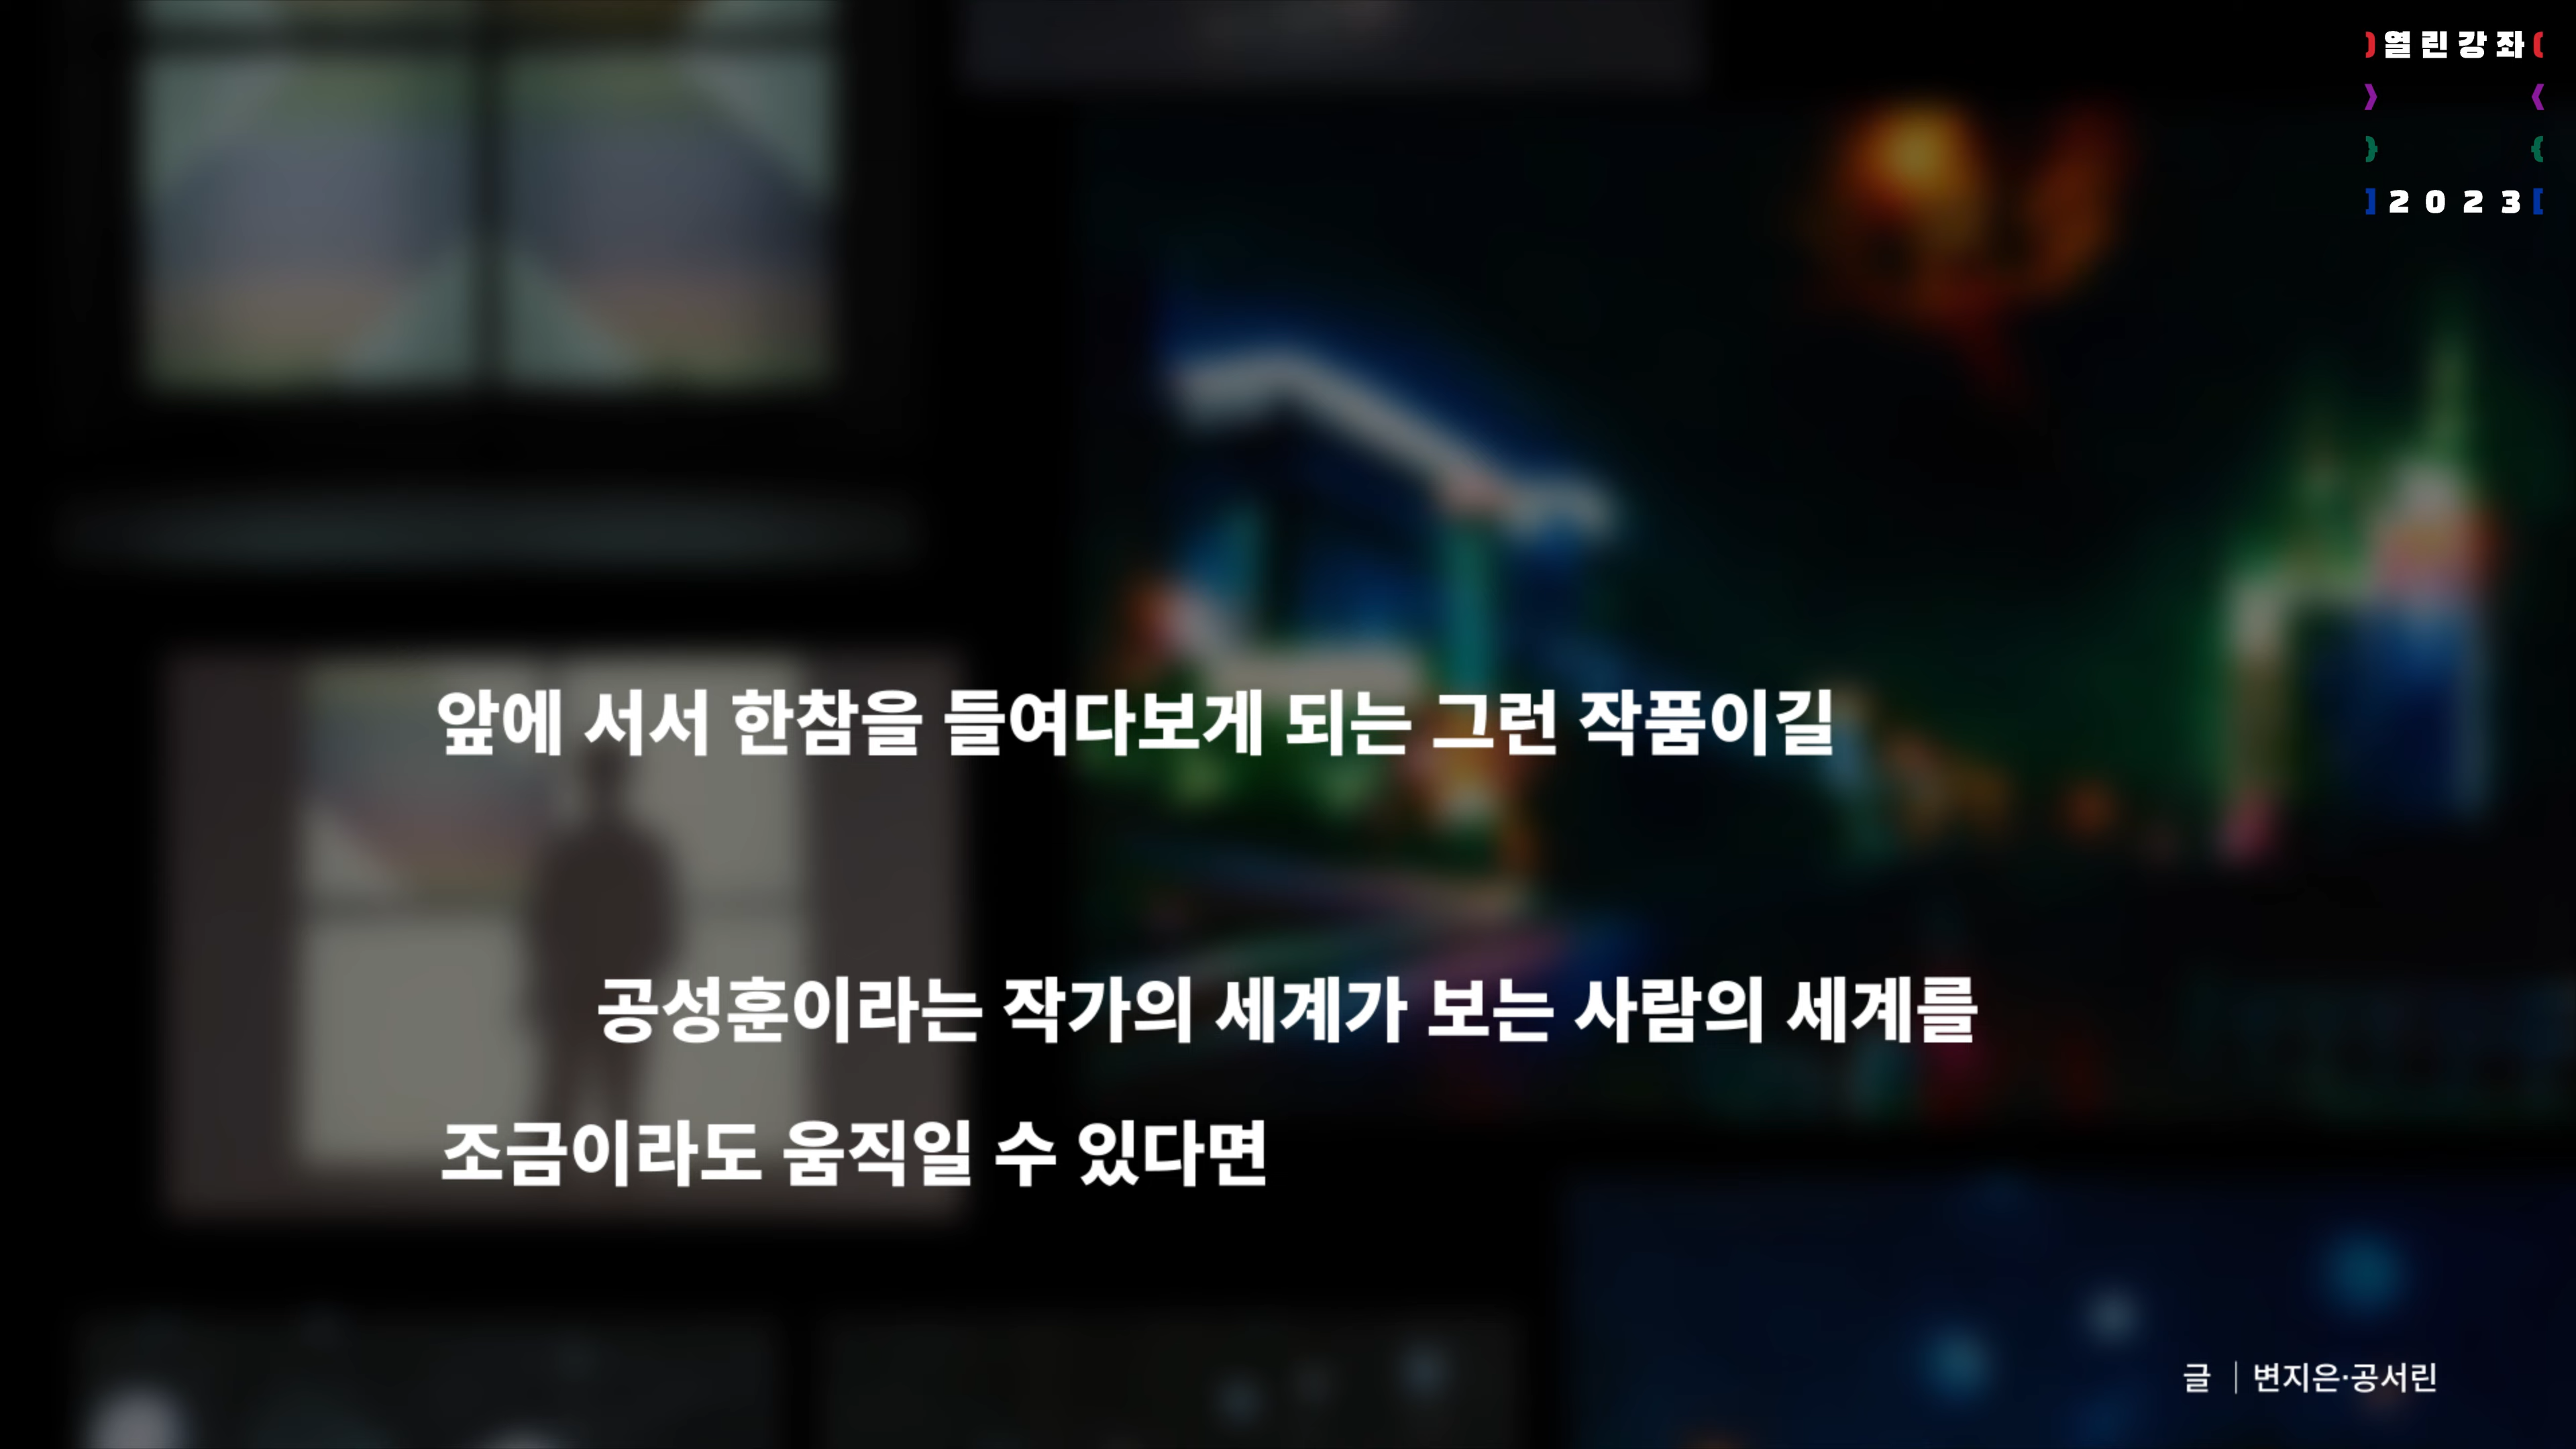 )열린강좌(
》 《
} {
]2023[
앞에 서서 한참을 들여다보게 되는 그런 작품이길
공성훈이라는 작가의 세계가 보는 사람의 세계를
조금이라도 움직일 수 있다면
글 | 변지은·공서린